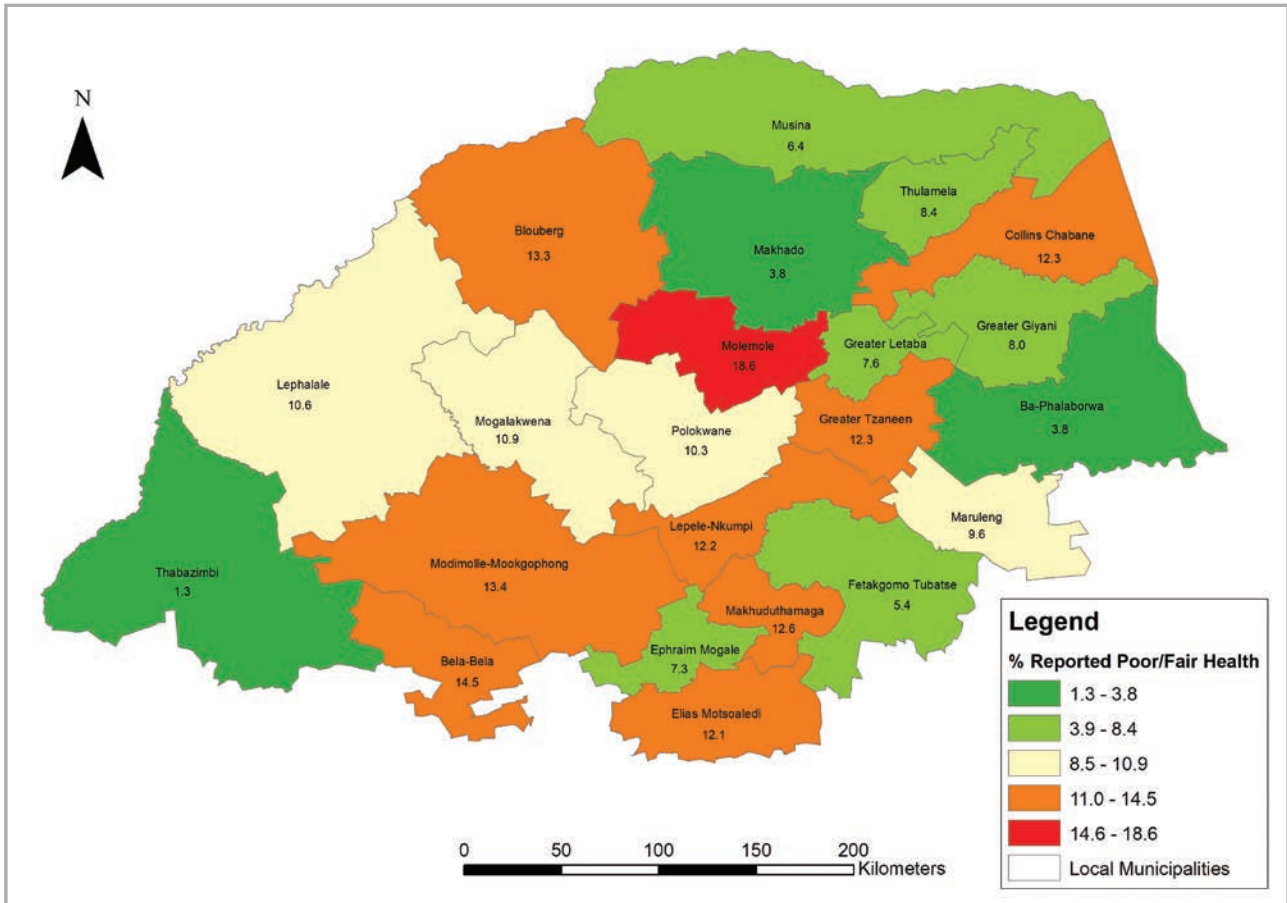 N
Musina
6.4
Thulamela
8.4
Collins Chabane
12.3
Blouberg
13.3
Makhado
3.8
Greater Giyani
8.0
Molemole
18.6
Greater Letaba
7.6
Lephalale
10.6
Ba-Phalaborwa
3.8
Mogalakwena
10.9
Polokwane
10.3
Greater Tzaneen
12.3
Maruleng
9.6
Lepele-Nkumpi
12.2
Modimolle-Mookgophong
13.4
Thabazimbi
1.3
Fetakgomo Tubatse
5.4
Makhuduthamaga
12.6
Ephraim Mogale
7.3
Bela-Bela
14.5
Elias Motsoaledi
12.1
Legend
% Reported Poor/Fair Health
1.3 - 3.8
3.9 - 8.4
8.5 - 10.9
11.0 - 14.5
14.6 - 18.6
Local Municipalities
0 50 100 150 200
Kilometers